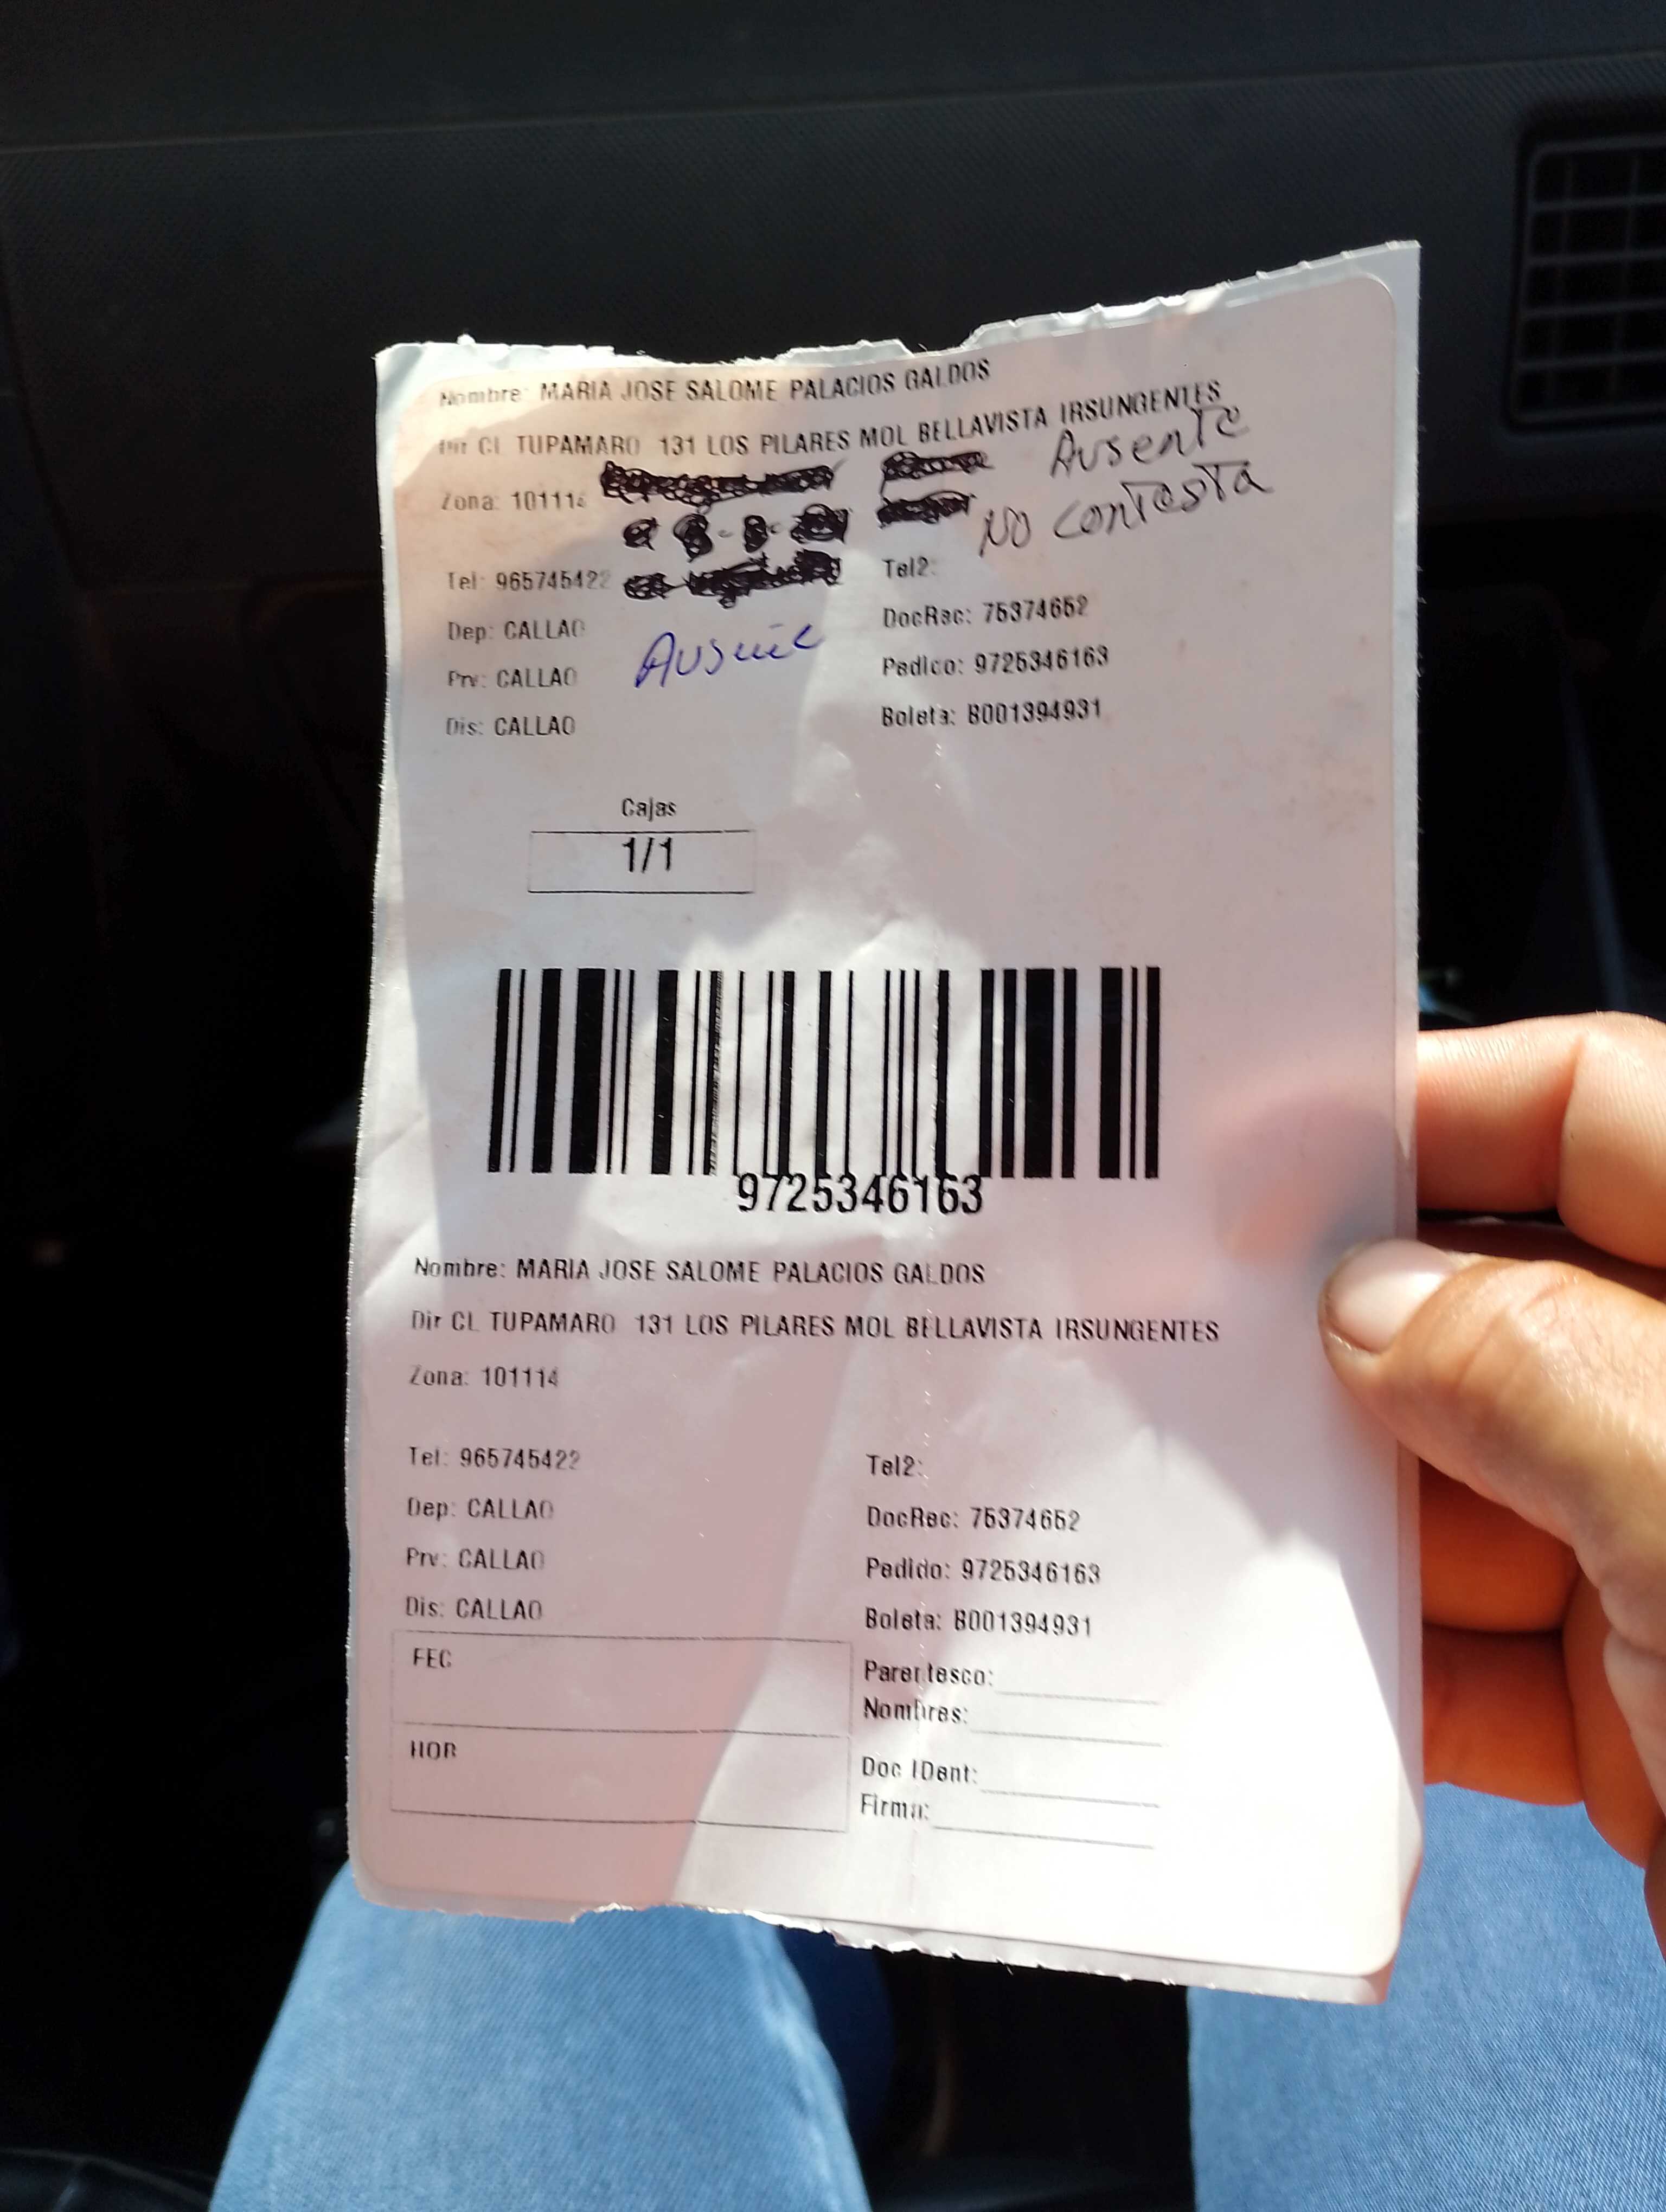 Nombre: MARIA JOSE SALOME PALACIOS GALDOS
Dir CL TUPAMARO 131 LOS PILARES MOL BELLAVISTA IRSUNGENTES
Ausente
Zona: 101114
No contesta
Tel: 965745422
Tel2:
Dep: CALLAO
DocRec: 75374652
Ausente
Prv: CALLAO
Pedido: 9725346163
Dis: CALLAO
Boleta: B001394931
Cajas
1/1
9725346163
Nombre: MARIA JOSE SALOME PALACIOS GALDOS
Dir CL TUPAMARO 131 LOS PILARES MOL BELLAVISTA IRSUNGENTES
Zona: 101114
Tel: 965745422
Tel2:
Dep: CALLAO
DocRec: 75374652
Prv: CALLAO
Pedido: 9725346163
Dis: CALLAO
Boleta: B001394931
FEC
Parentesco:
Nombres:
HOR
Doc IDent:
Firma: